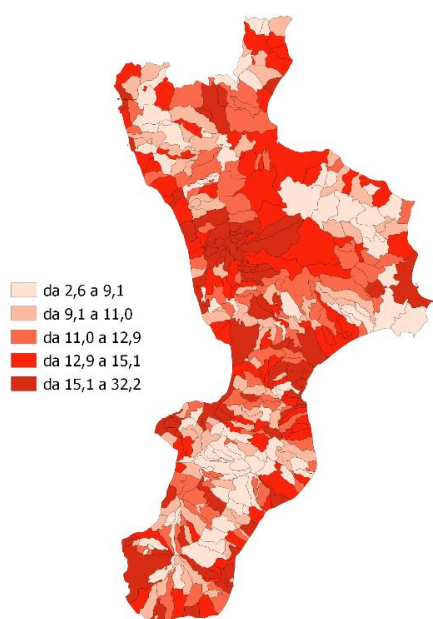 da 2,6 a 9,1
da 9,1 a 11,0
da 11,0 a 12,9
da 12,9 a 15,1
da 15,1 a 32,2